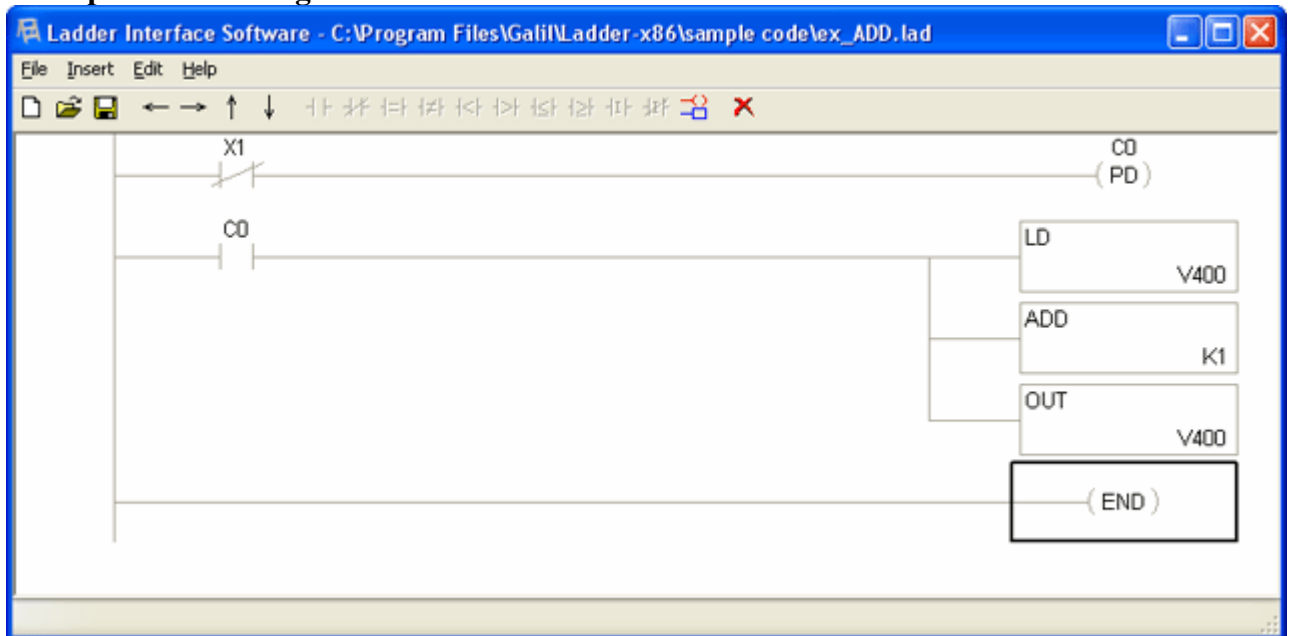 Ladder Interface Software - C:\Program Files\Galil\Ladder-x86\sample code\ex_ADD.lad
File Insert Edit Help
X1
C0
( PD )
C0
LD
V400
ADD
K1
OUT
V400
( END )